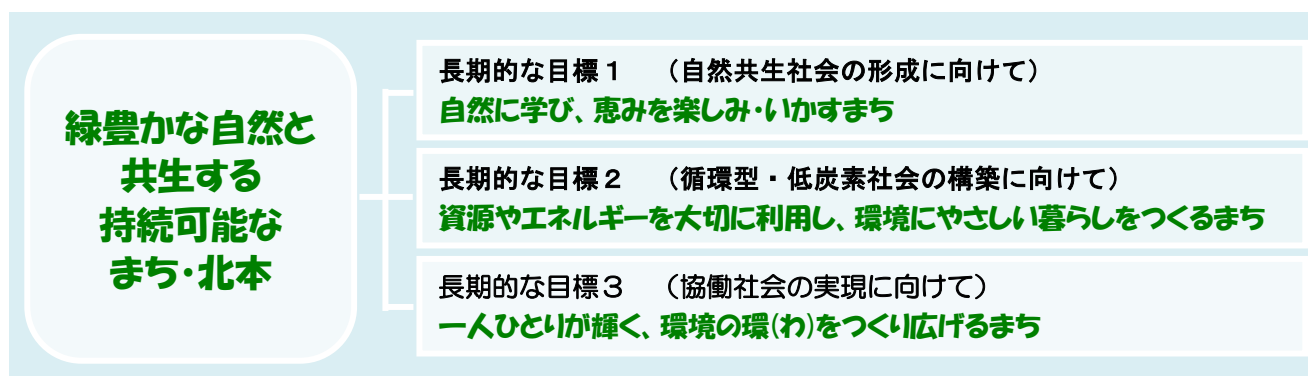 緑豊かな自然と
共生する
持続可能な
まち・北本
長期的な目標１　（自然共生社会の形成に向けて）
自然に学び、恵みを楽しみ・いかすまち
長期的な目標２　（循環型・低炭素社会の構築に向けて）
資源やエネルギーを大切に利用し、環境にやさしい暮らしをつくるまち
長期的な目標３　（協働社会の実現に向けて）
一人ひとりが輝く、環境の環(わ)をつくり広げるまち